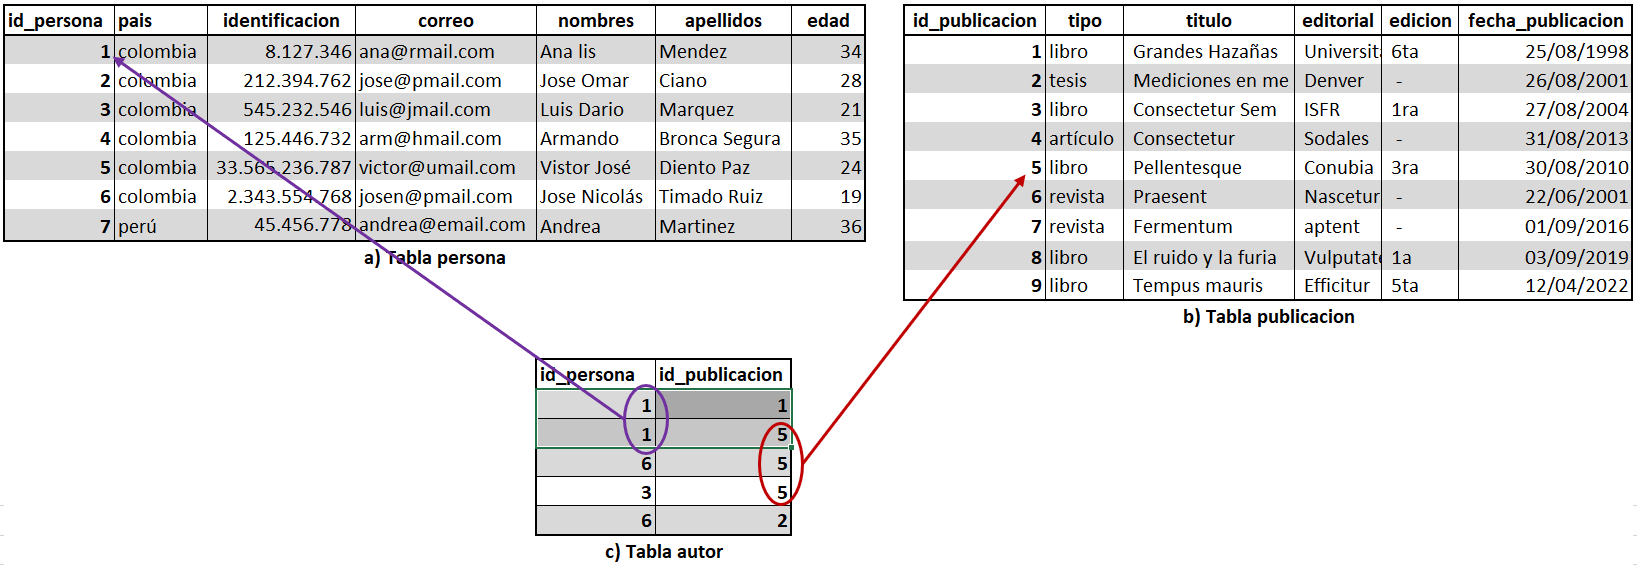 id_persona pais identificacion correo nombres apellidos edad
1 colombia 8.127.346 ana@rmail.com Ana lis Mendez 34
2 colombia 212.394.762 jose@pmail.com Jose Omar Ciano 28
3 colombia 545.232.546 luis@jmail.com Luis Dario Marquez 21
4 colombia 125.446.732 arm@hmail.com Armando Bronca Segura 35
5 colombia 33.565.236.787 victor@umail.com Vistor José Diento Paz 24
6 colombia 2.343.554.768 josen@pmail.com Jose Nicolás Timado Ruiz 19
7 perú 45.456.778 andrea@email.com Andrea Martinez 36
a) Tabla persona
id_publicacion tipo titulo editorial edicion fecha_publicacion
1 libro Grandes Hazañas Universita 6ta 25/08/1998
2 tesis Mediciones en me Denver - 26/08/2001
3 libro Consectetur Sem ISFR 1ra 27/08/2004
4 artículo Consectetur Sodales - 31/08/2013
5 libro Pellentesque Conubia 3ra 30/08/2010
6 revista Praesent Nascetur - 22/06/2001
7 revista Fermentum aptent - 01/09/2016
8 libro El ruido y la furia Vulputate 1a 03/09/2019
9 libro Tempus mauris Efficitur 5ta 12/04/2022
b) Tabla publicacion
id_persona id_publicacion
1 1
1 5
6 5
3 5
6 2
c) Tabla autor